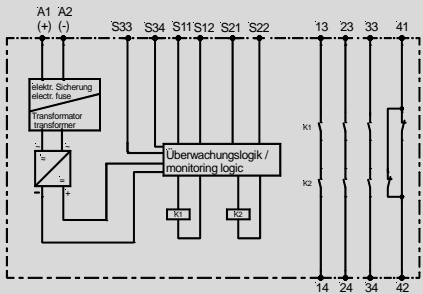 A1 A2 S33 S34 S11 S12 S21 S22 13 23 33 41
(+) (-)
elektr. Sicherung
electr. fuse
Transformator
transformer
~ ~
≈
=
- +
Überwachungslogik /
monitoring logic
K1
K2
K1 K2
14 24 34 42